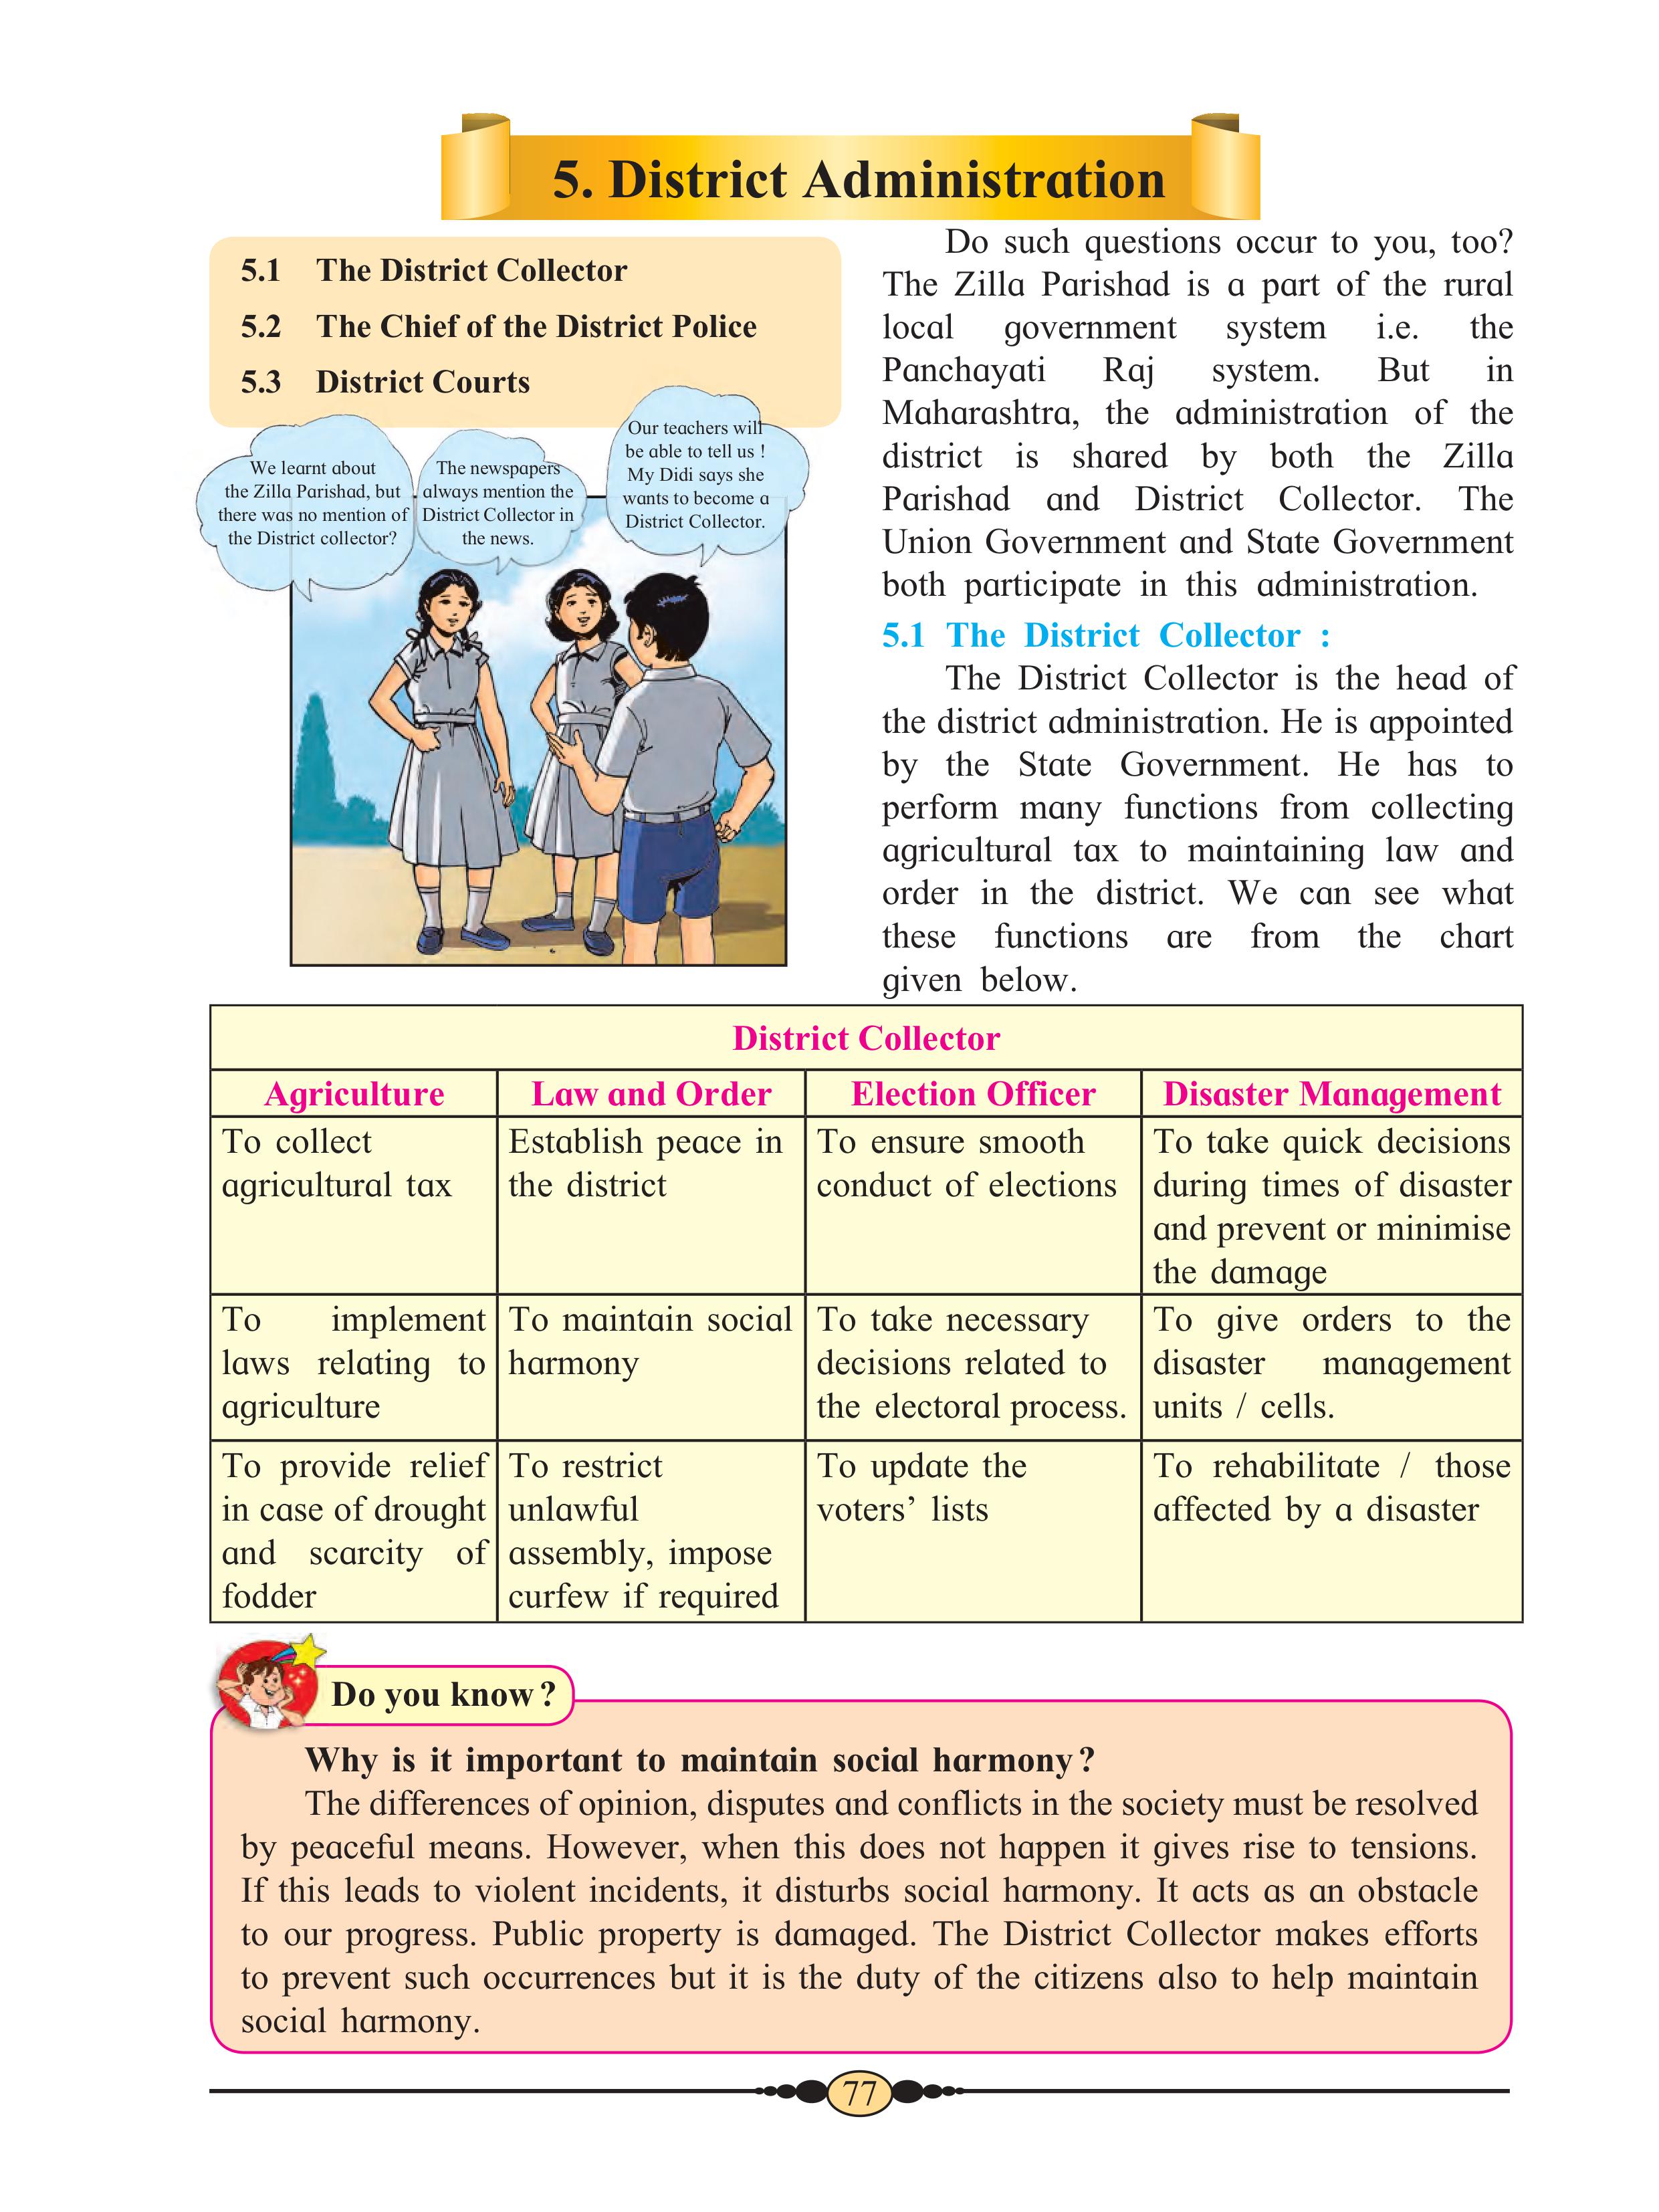 5. District Administration
5.1 The District Collector
5.2 The Chief of the District Police
5.3 District Courts
We learnt about
the Zilla Parishad, but
there was no mention of
the District collector?
The newspapers
always mention the
District Collector in
the news.
Our teachers will
be able to tell us !
My Didi says she
wants to become a
District Collector.
Do such questions occur to you, too?
The Zilla Parishad is a part of the rural
local government system i.e. the
Panchayati Raj system. But in
Maharashtra, the administration of the
district is shared by both the Zilla
Parishad and District Collector. The
Union Government and State Government
both participate in this administration.
5.1 The District Collector :
The District Collector is the head of
the district administration. He is appointed
by the State Government. He has to
perform many functions from collecting
agricultural tax to maintaining law and
order in the district. We can see what
these functions are from the chart
given below.
District Collector
Agriculture
Law and Order
Election Officer
Disaster Management
To collect
agricultural tax
Establish peace in
the district
To ensure smooth
conduct of elections
To take quick decisions
during times of disaster
and prevent or minimise
the damage
To implement
laws relating to
agriculture
To maintain social
harmony
To take necessary
decisions related to
the electoral process.
To give orders to the
disaster management
units / cells.
To provide relief
in case of drought
and scarcity of
fodder
To restrict
unlawful
assembly, impose
curfew if required
To update the
voters’ lists
To rehabilitate / those
affected by a disaster
Do you know ?
Why is it important to maintain social harmony ?
The differences of opinion, disputes and conflicts in the society must be resolved
by peaceful means. However, when this does not happen it gives rise to tensions.
If this leads to violent incidents, it disturbs social harmony. It acts as an obstacle
to our progress. Public property is damaged. The District Collector makes efforts
to prevent such occurrences but it is the duty of the citizens also to help maintain
social harmony.
77